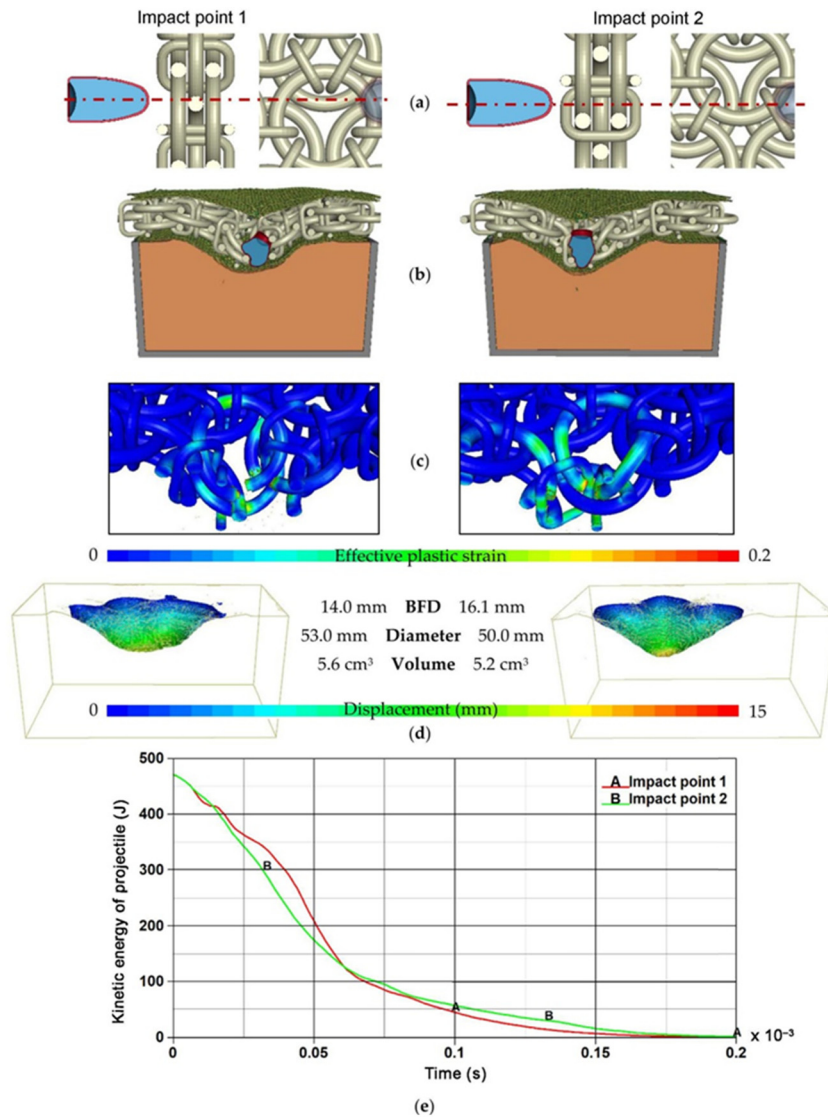 Impact point 1 Impact point 2
(a)
(b)
(c)
0 Effective plastic strain 0.2
14.0 mm BFD 16.1 mm
53.0 mm Diameter 50.0 mm
5.6 cm³ Volume 5.2 cm³
0 Displacement (mm) 15
(d)
500
A Impact point 1
B Impact point 2
400
300
B
200
100
A
B
0
A
Kinetic energy of projectile (J)
0 0.05 0.1 0.15 0.2 x 10⁻³
Time (s)
(e)